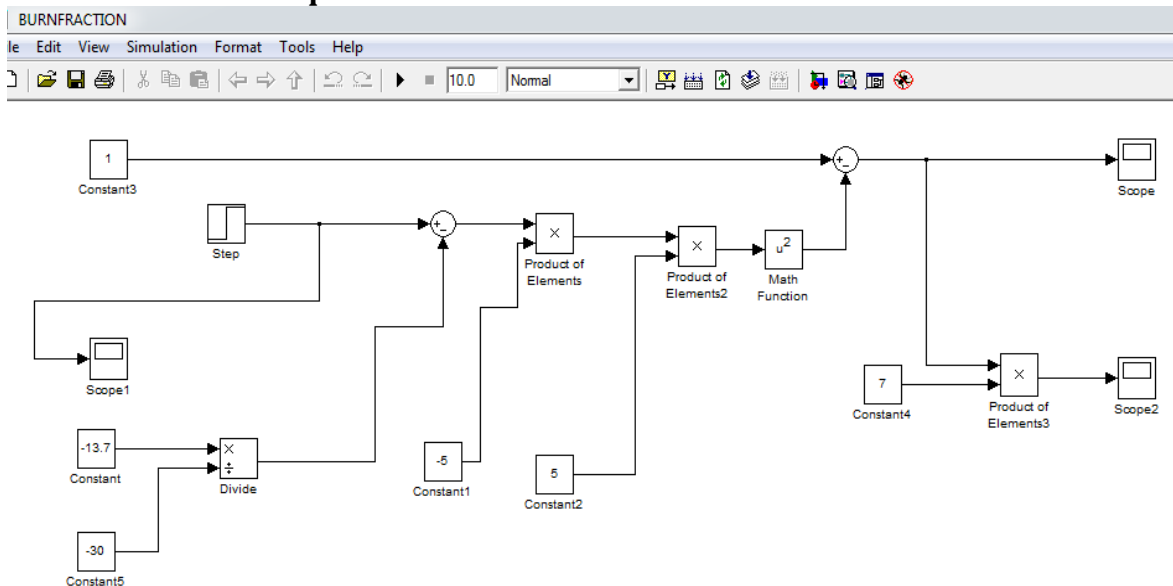 BURNFRACTION
le Edit View Simulation Format Tools Help
10.0 Normal
1
Constant3
Scope
Step
+
-
×
Product of
Elements
×
Product of
Elements2
u²
Math
Function
+
-
Scope1
7
Constant4
×
Product of
Elements3
Scope2
-13.7
Constant
×
÷
Divide
-5
Constant1
5
Constant2
-30
Constant5